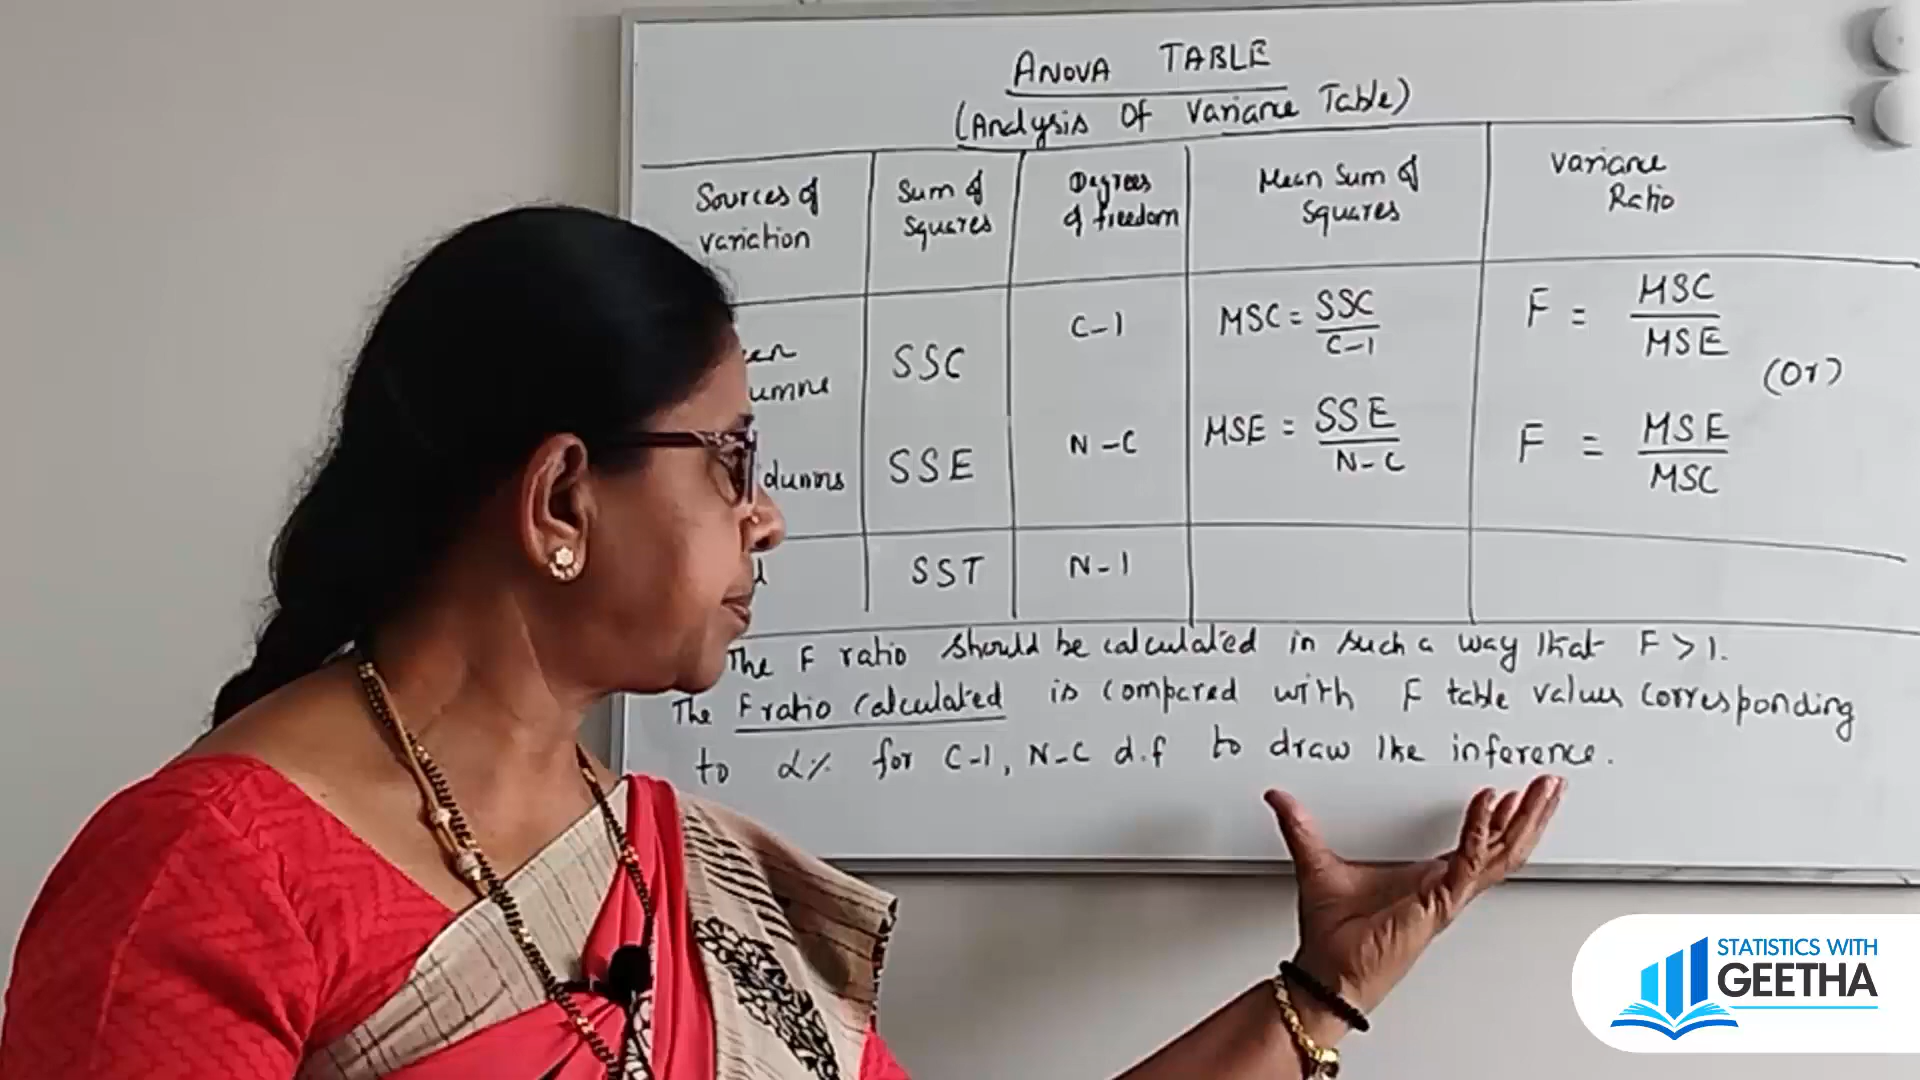 ANOVA TABLE
(Analysis Of Variance Table)
Sources of variation
Sum of Squares
Degrees of freedom
Mean Sum of Squares
Variance Ratio
SSC
C-1
MSC = SSC / C-1
F = MSC / MSE
(Or)
SSE
N-C
MSE = SSE / N-C
F = MSE / MSC
SST
N-1
The F ratio should be calculated in such a way that F > 1.
The F ratio Calculated is compared with F table values corresponding
to α% for C-1, N-C d.f to draw the inference.
STATISTICS WITH
GEETHA